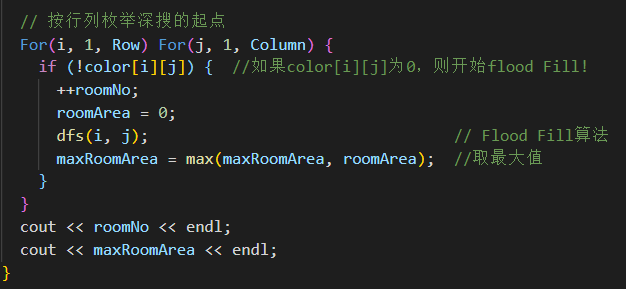 // 按行列枚举深搜的起点
For(i, 1, Row) For(j, 1, Column) {
if (!color[i][j]) {  //如果color[i][j]为0，则开始flood Fill!
++roomNo;
roomArea = 0;
dfs(i, j);  // Flood Fill算法
maxRoomArea = max(maxRoomArea, roomArea);  //取最大值
}
}
cout << roomNo << endl;
cout << maxRoomArea << endl;
}